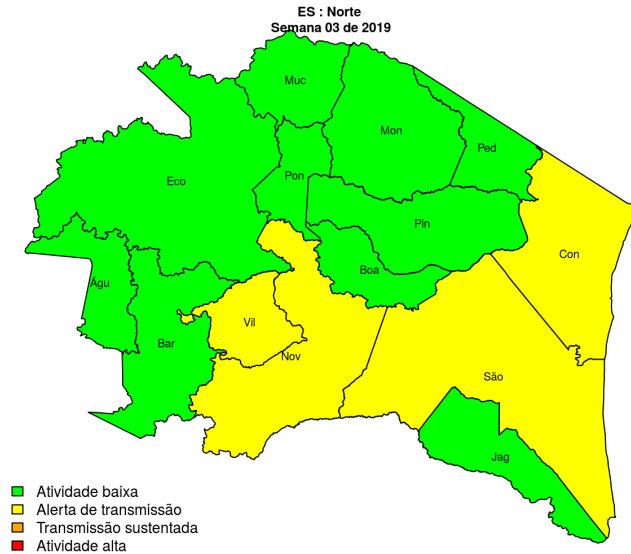 ES : Norte
Semana 03 de 2019
Muc
Mon
Ped
Eco
Pon
Pin
Con
Boa
Águ
Vil
Bar
Nov
São
Jag
Atividade baixa
Alerta de transmissão
Transmissão sustentada
Atividade alta